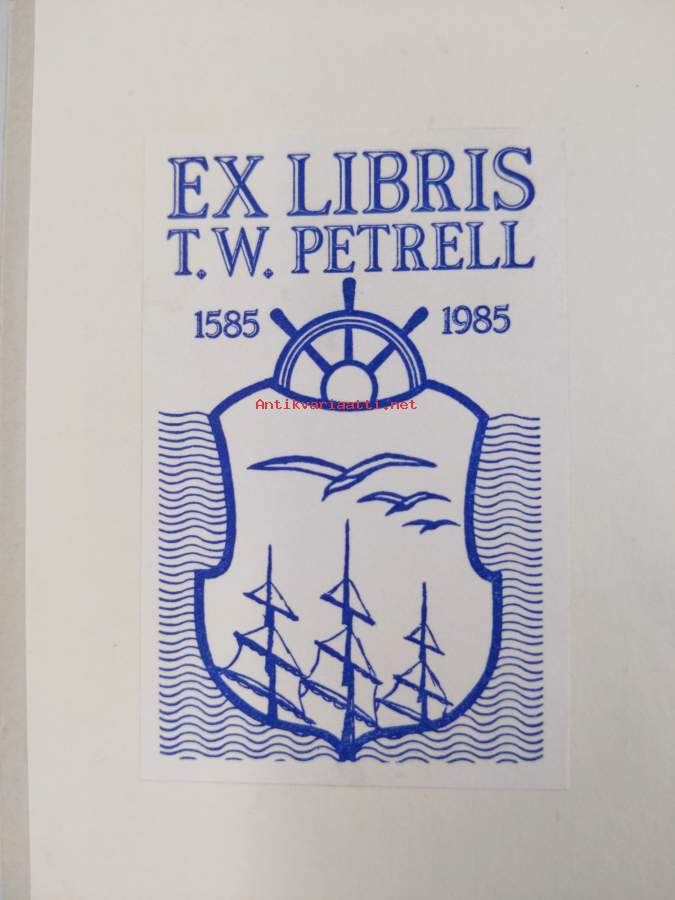 EX LIBRIS
T.W. PETRELL
1585 1985
Antikvariaatti.net